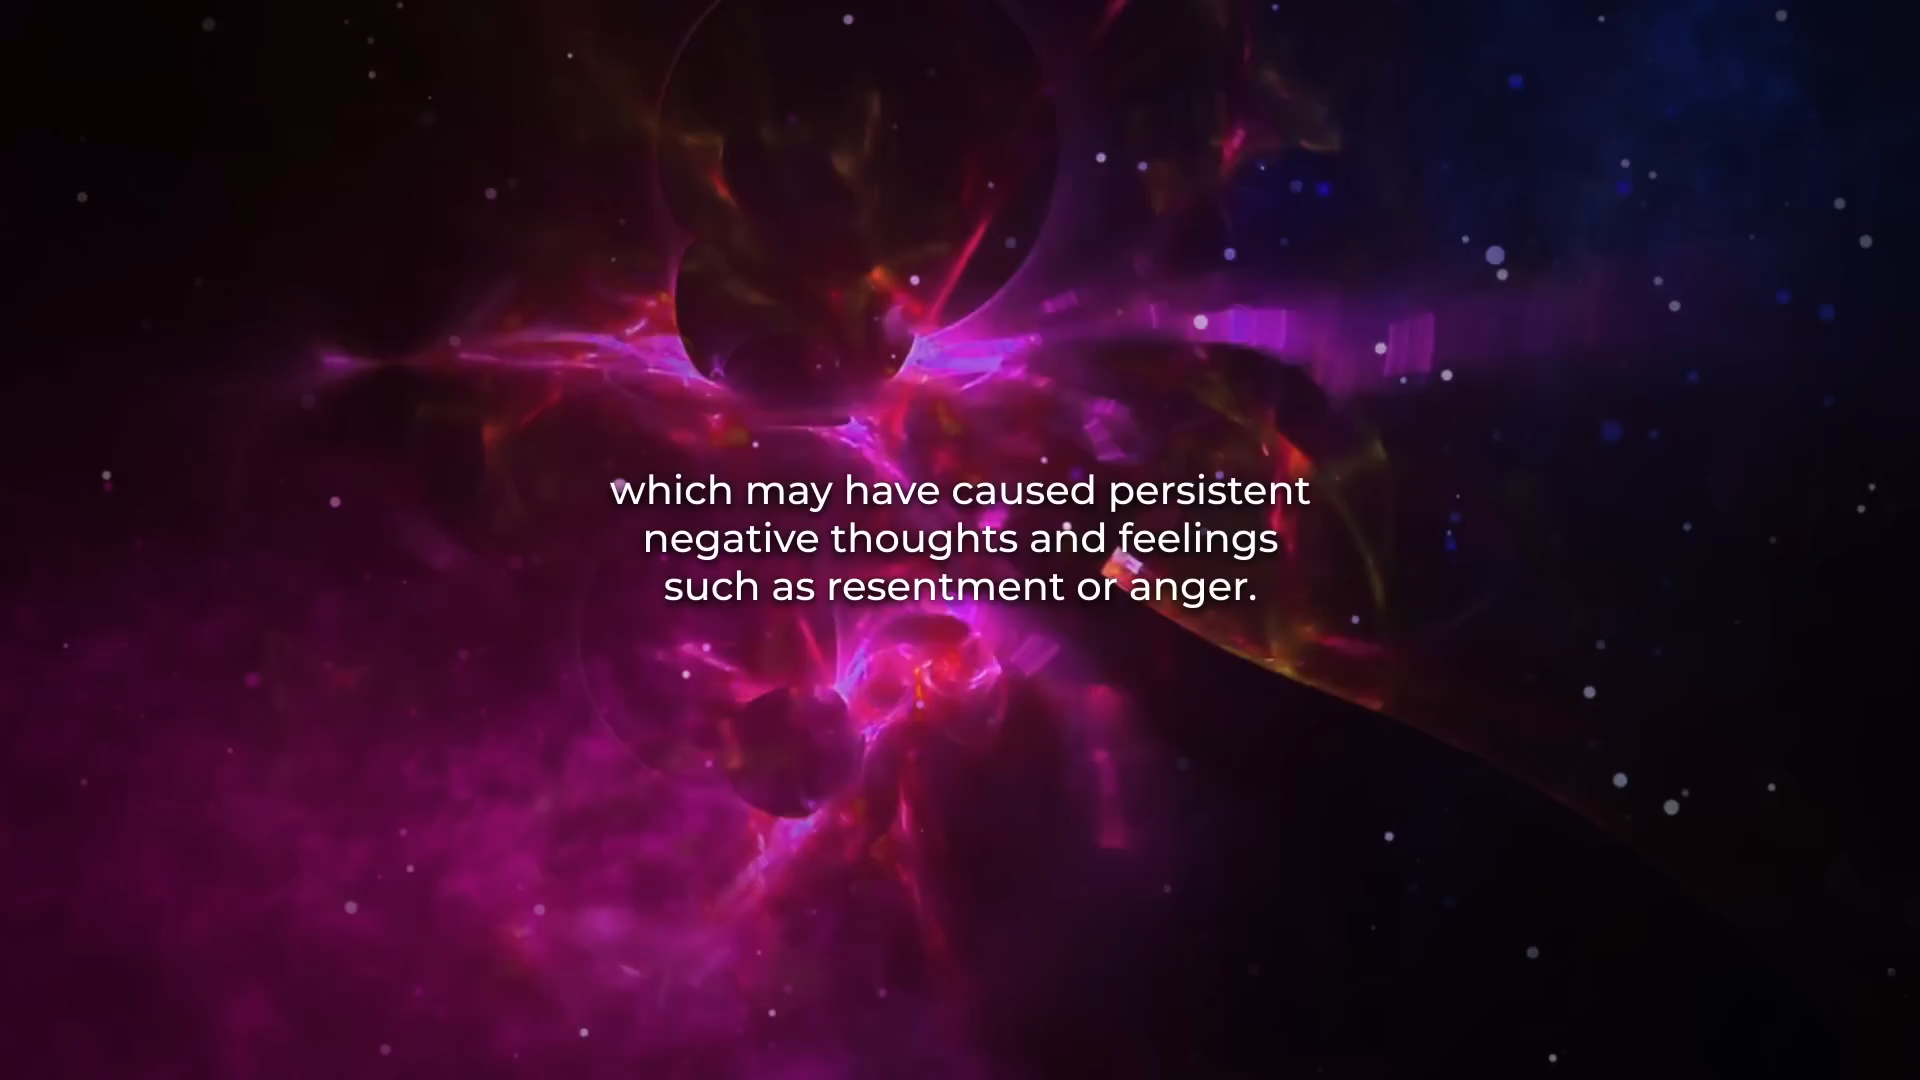 which may have caused persistent
negative thoughts and feelings
such as resentment or anger.